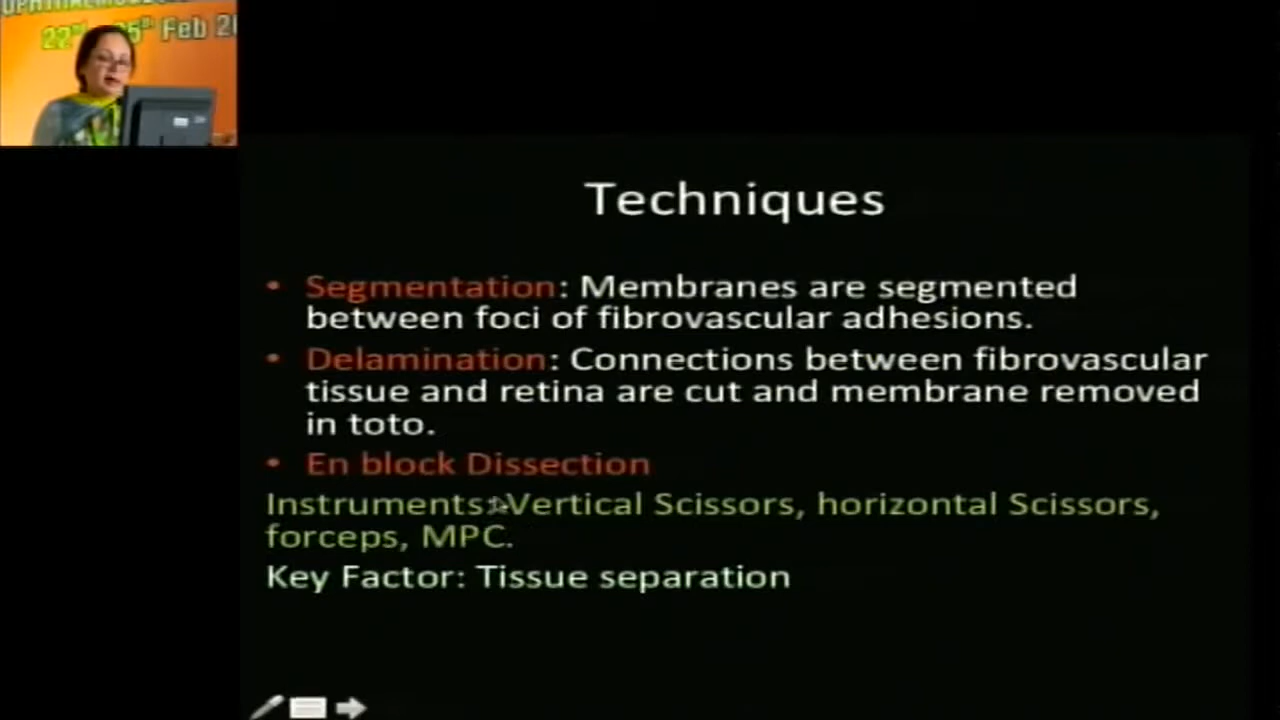 22nd
Feb
Techniques
• Segmentation: Membranes are segmented
between foci of fibrovascular adhesions.
• Delamination: Connections between fibrovascular
tissue and retina are cut and membrane removed
in toto.
• En block Dissection
Instruments: Vertical Scissors, horizontal Scissors,
forceps, MPC.
Key Factor: Tissue separation